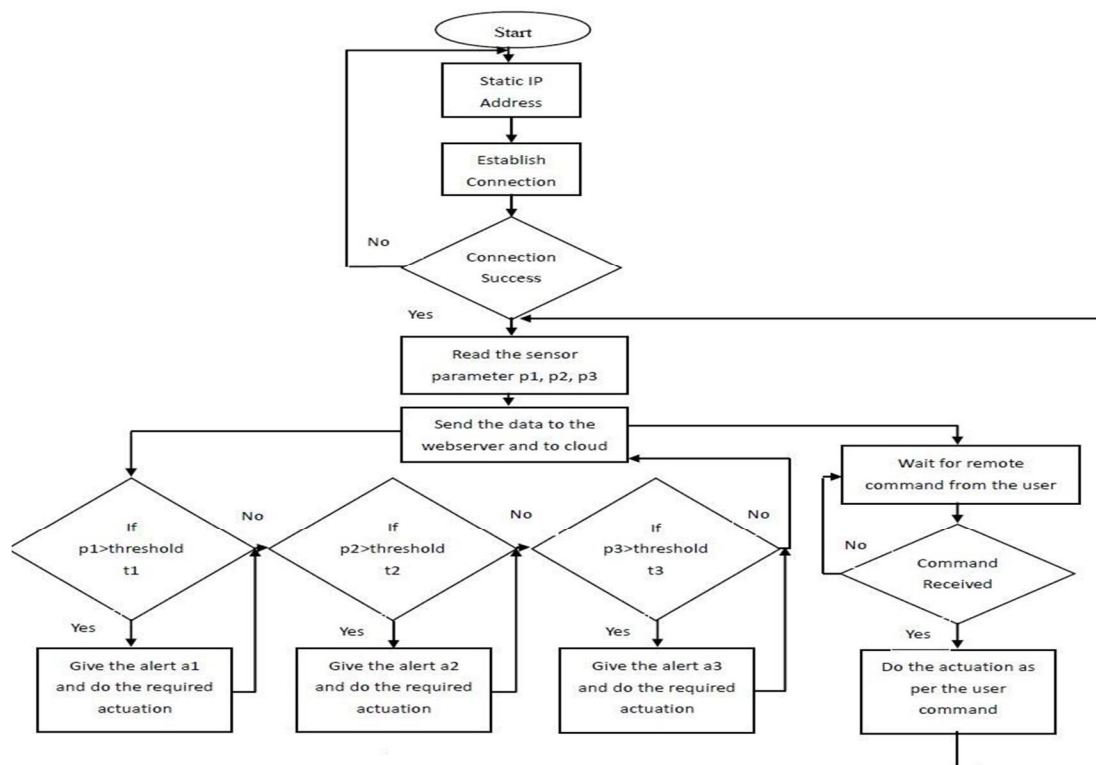 Start
Static IP
Address
Establish
Connection
No
Connection
Success
Yes
Read the sensor
parameter p1, p2, p3
Send the data to the
webserver and to cloud
Wait for remote
command from the user
If
p1>threshold
t1
No
If
p2>threshold
t2
No
If
p3>threshold
t3
No
No
Command
Received
Yes
Yes
Yes
Yes
Give the alert a1
and do the required
actuation
Give the alert a2
and do the required
actuation
Give the alert a3
and do the required
actuation
Do the actuation as
per the user
command